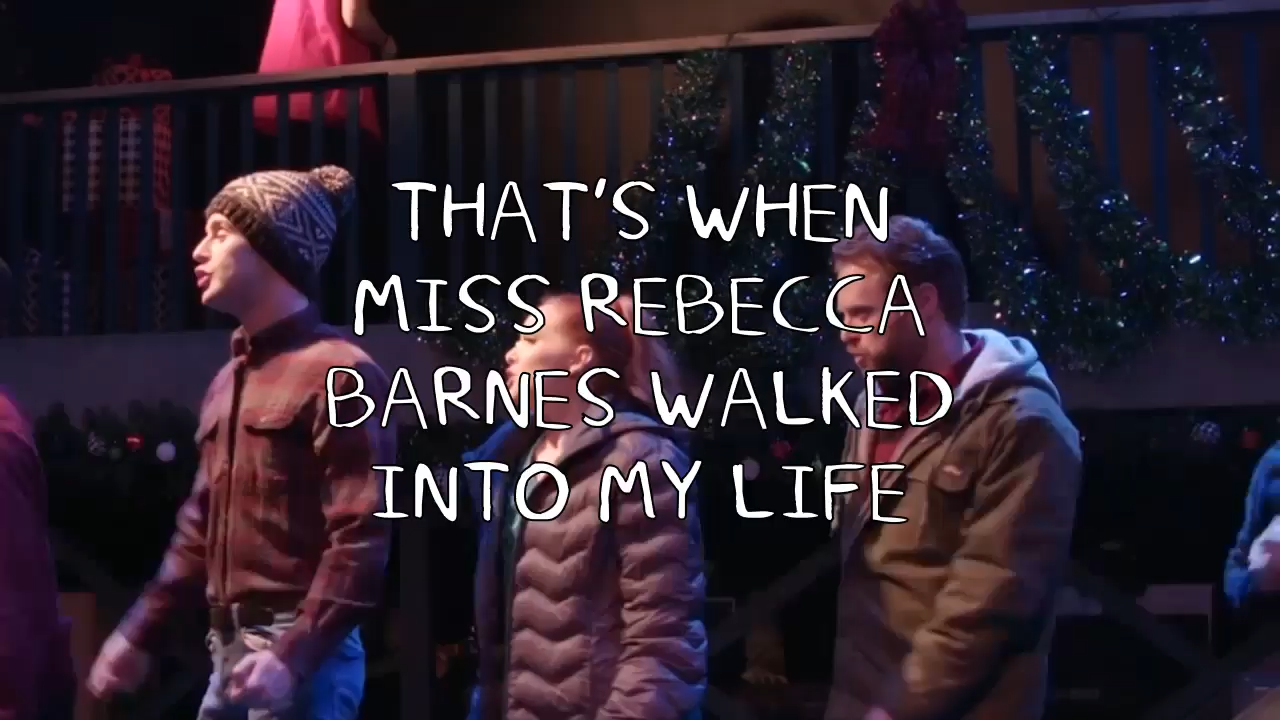 THAT'S WHEN
MISS REBECCA
BARNES WALKED
INTO MY LIFE